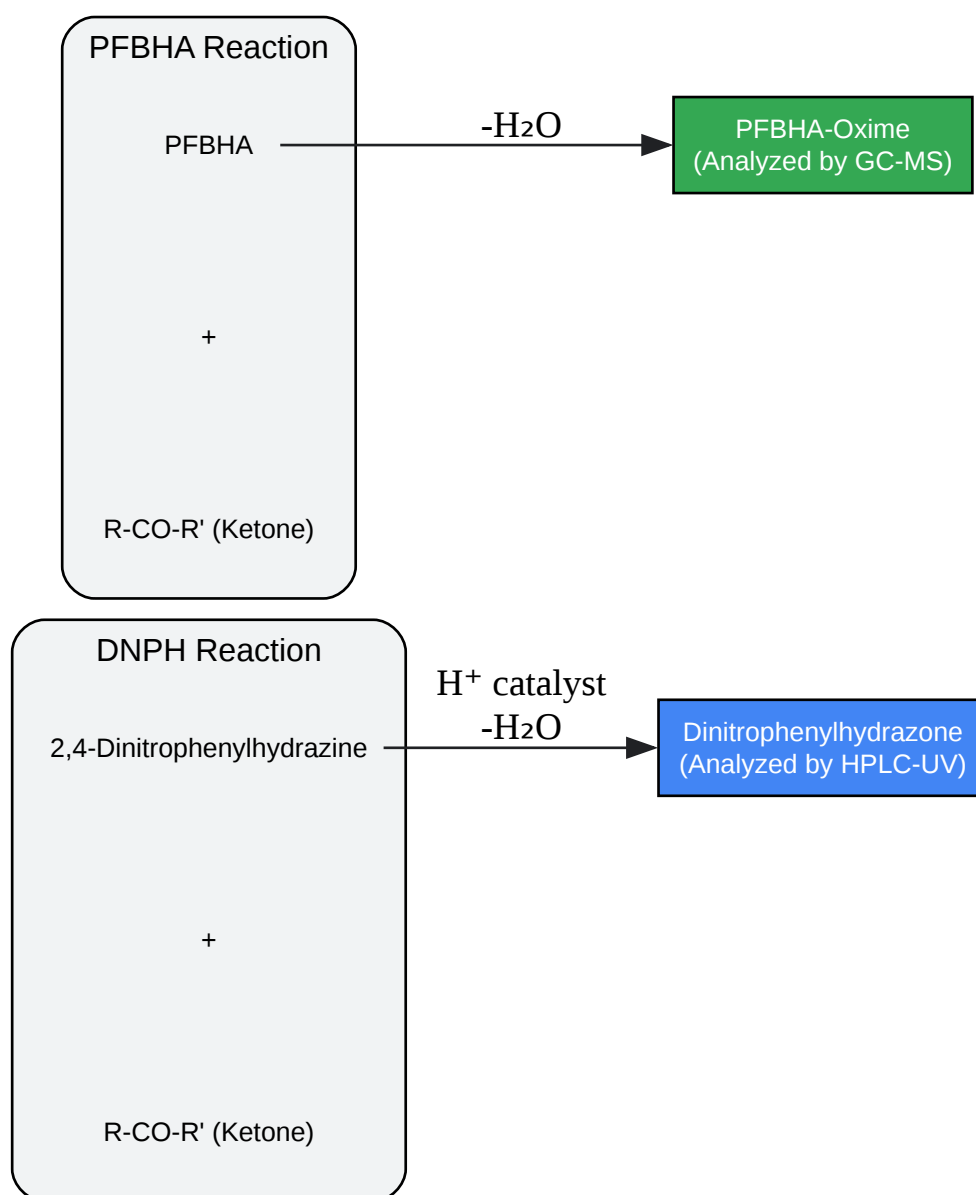 PFBHA Reaction
PFBHA
-H₂O
PFBHA-Oxime
(Analyzed by GC-MS)
+
R-CO-R' (Ketone)
DNPH Reaction
H⁺ catalyst
-H₂O
2,4-Dinitrophenylhydrazine
Dinitrophenylhydrazone
(Analyzed by HPLC-UV)
+
R-CO-R' (Ketone)